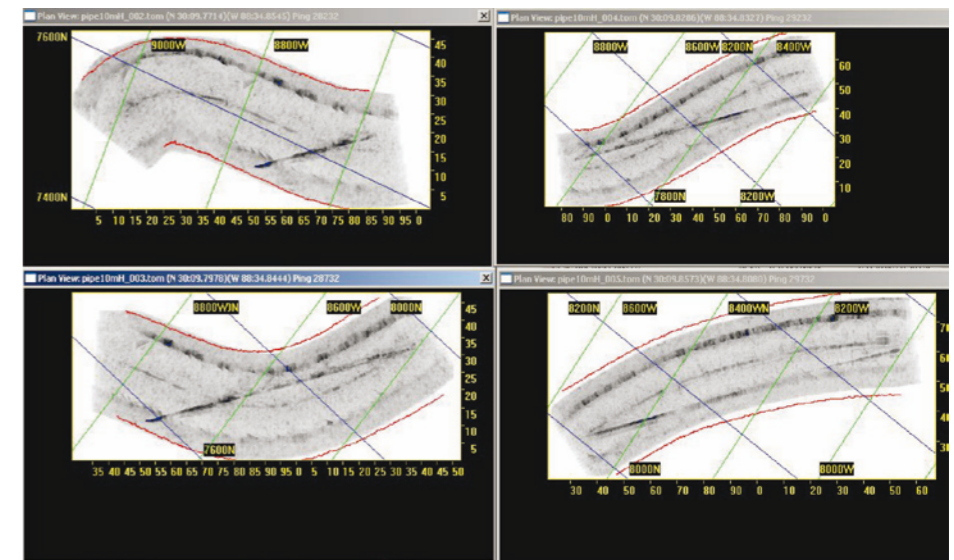 Plan View: pipe10mH_002.tom (N 30:09.7714)(W 88:34.8545) Ping 28232
7600N
9000W 8800W
45
40
35
30
25
20
15
10
5
7400N
5 10 15 20 25 30 35 40 45 50 55 60 65 70 75 80 85 90 95 0
Plan View: pipe10mH_004.tom (N 30:09.8286)(W 88:34.8327) Ping 29232
8800W 8600W 8200N 8400W
60
50
40
30
20
10
7800N 8200W
80 90 0 10 20 30 40 50 60 70 80 90 0
Plan View: pipe10mH_003.tom (N 30:09.7978)(W 88:34.8444) Ping 28732
8800W 8600W 8000N
45
40
35
30
25
20
15
10
5
7600N
35 40 45 50 55 60 65 70 75 80 85 90 95 0 5 10 15 20 25 30 35 40 45 50
Plan View: pipe10mH_005.tom (N 30:09.8573)(W 88:34.8080) Ping 29732
8200N 8600W 8400W 8200W
8000N 8000W
30 40 50 60 70 80 90 0 10 20 30 40 50 60